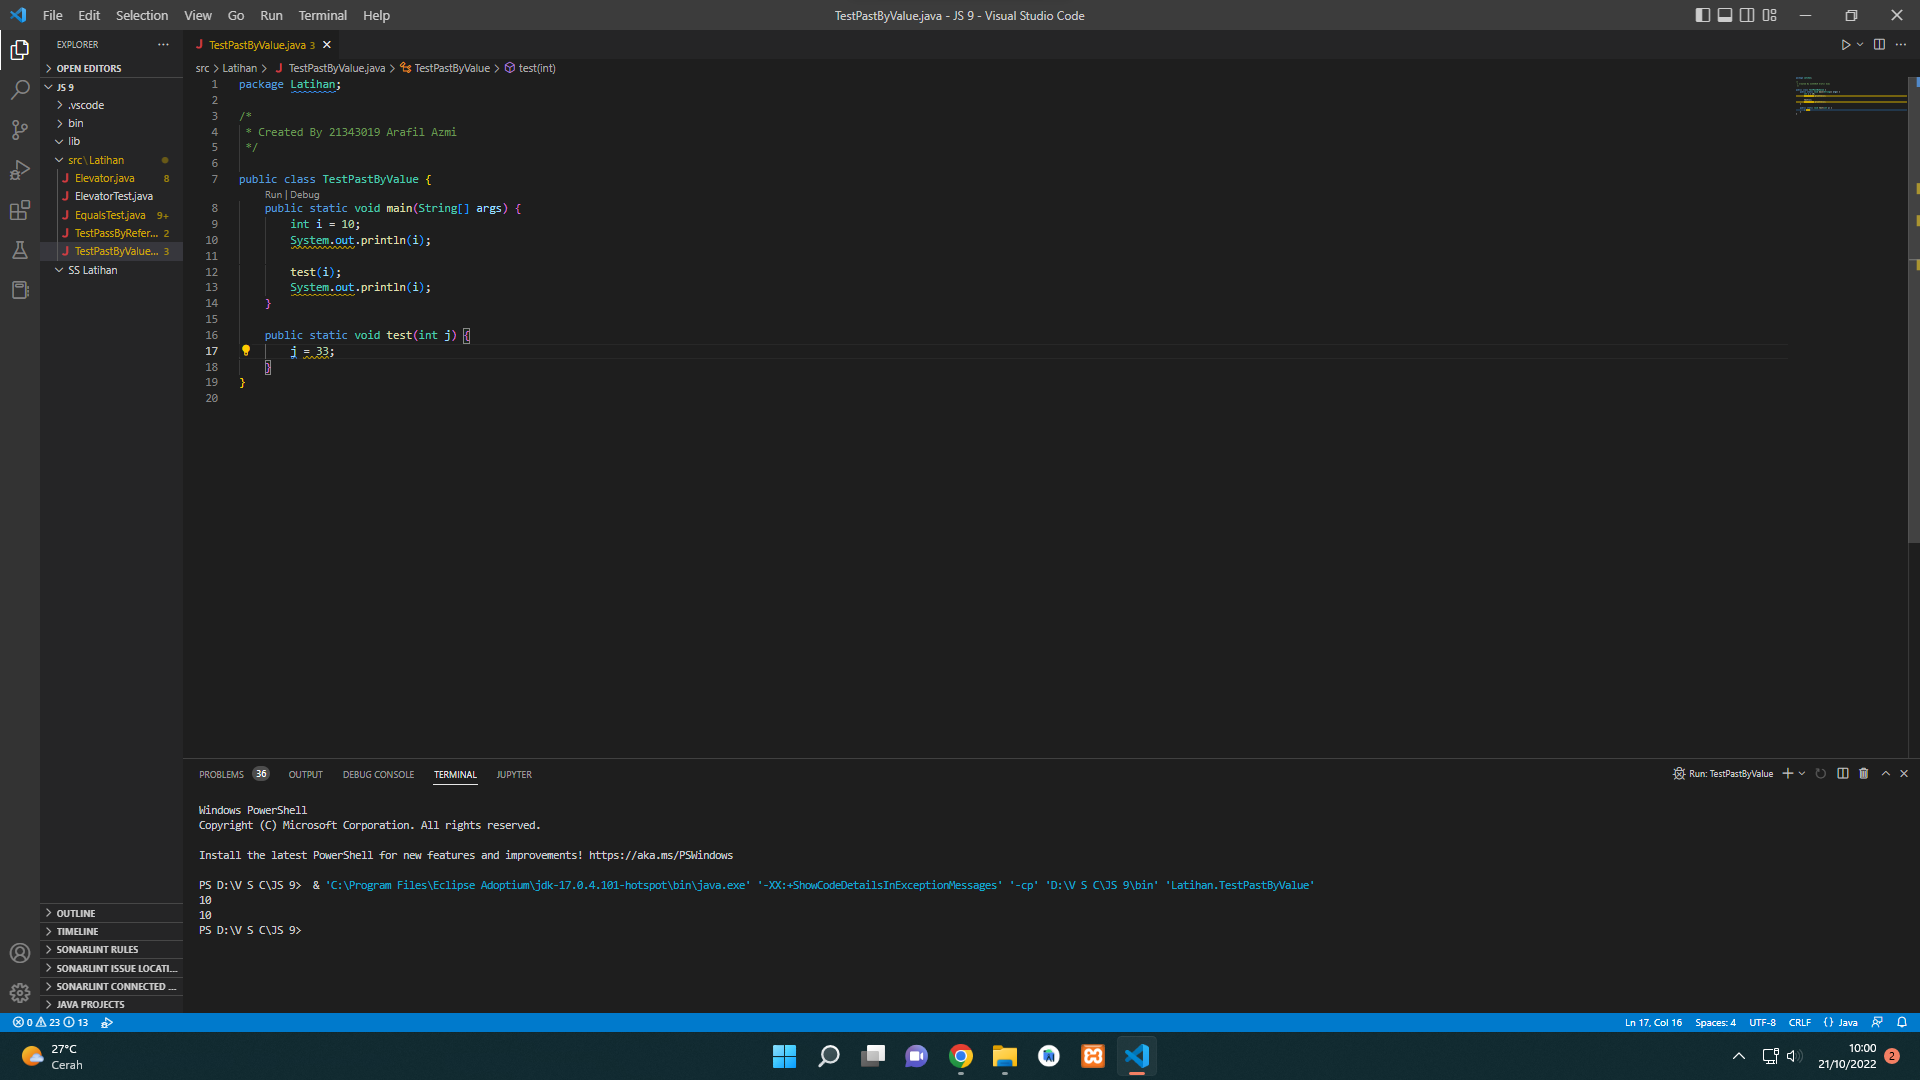 File Edit Selection View Go Run Terminal Help
TestPastByValue.java - JS 9 - Visual Studio Code
EXPLORER
OPEN EDITORS
JS 9
.vscode
bin
lib
src\Latihan
Elevator.java 8
ElevatorTest.java
EqualsTest.java 9+
TestPassByRefer... 2
TestPastByValue... 3
SS Latihan
OUTLINE
TIMELINE
SONARLINT RULES
SONARLINT ISSUE LOCATI...
SONARLINT CONNECTED ...
JAVA PROJECTS
TestPastByValue.java 3
src > Latihan > TestPastByValue.java > TestPastByValue > test(int)
1 package Latihan;
2
3 /*
4 * Created By 21343019 Arafil Azmi
5 */
6
7 public class TestPastByValue {
Run | Debug
8 public static void main(String[] args) {
9 int i = 10;
10 System.out.println(i);
11
12 test(i);
13 System.out.println(i);
14 }
15
16 public static void test(int j) {
17 j = 33;
18 }
19 }
20
PROBLEMS 36 OUTPUT DEBUG CONSOLE TERMINAL JUPYTER
Run: TestPastByValue
Windows PowerShell
Copyright (C) Microsoft Corporation. All rights reserved.
Install the latest PowerShell for new features and improvements! https://aka.ms/PSWindows
PS D:\V S C\JS 9> & 'C:\Program Files\Eclipse Adoptium\jdk-17.0.4.101-hotspot\bin\java.exe' '-XX:+ShowCodeDetailsInExceptionMessages' '-cp' 'D:\V S C\JS 9\bin' 'Latihan.TestPastByValue'
10
10
PS D:\V S C\JS 9>
0 23 13
Ln 17, Col 16 Spaces: 4 UTF-8 CRLF {} Java
27°C
Cerah
10:00
21/10/2022
2